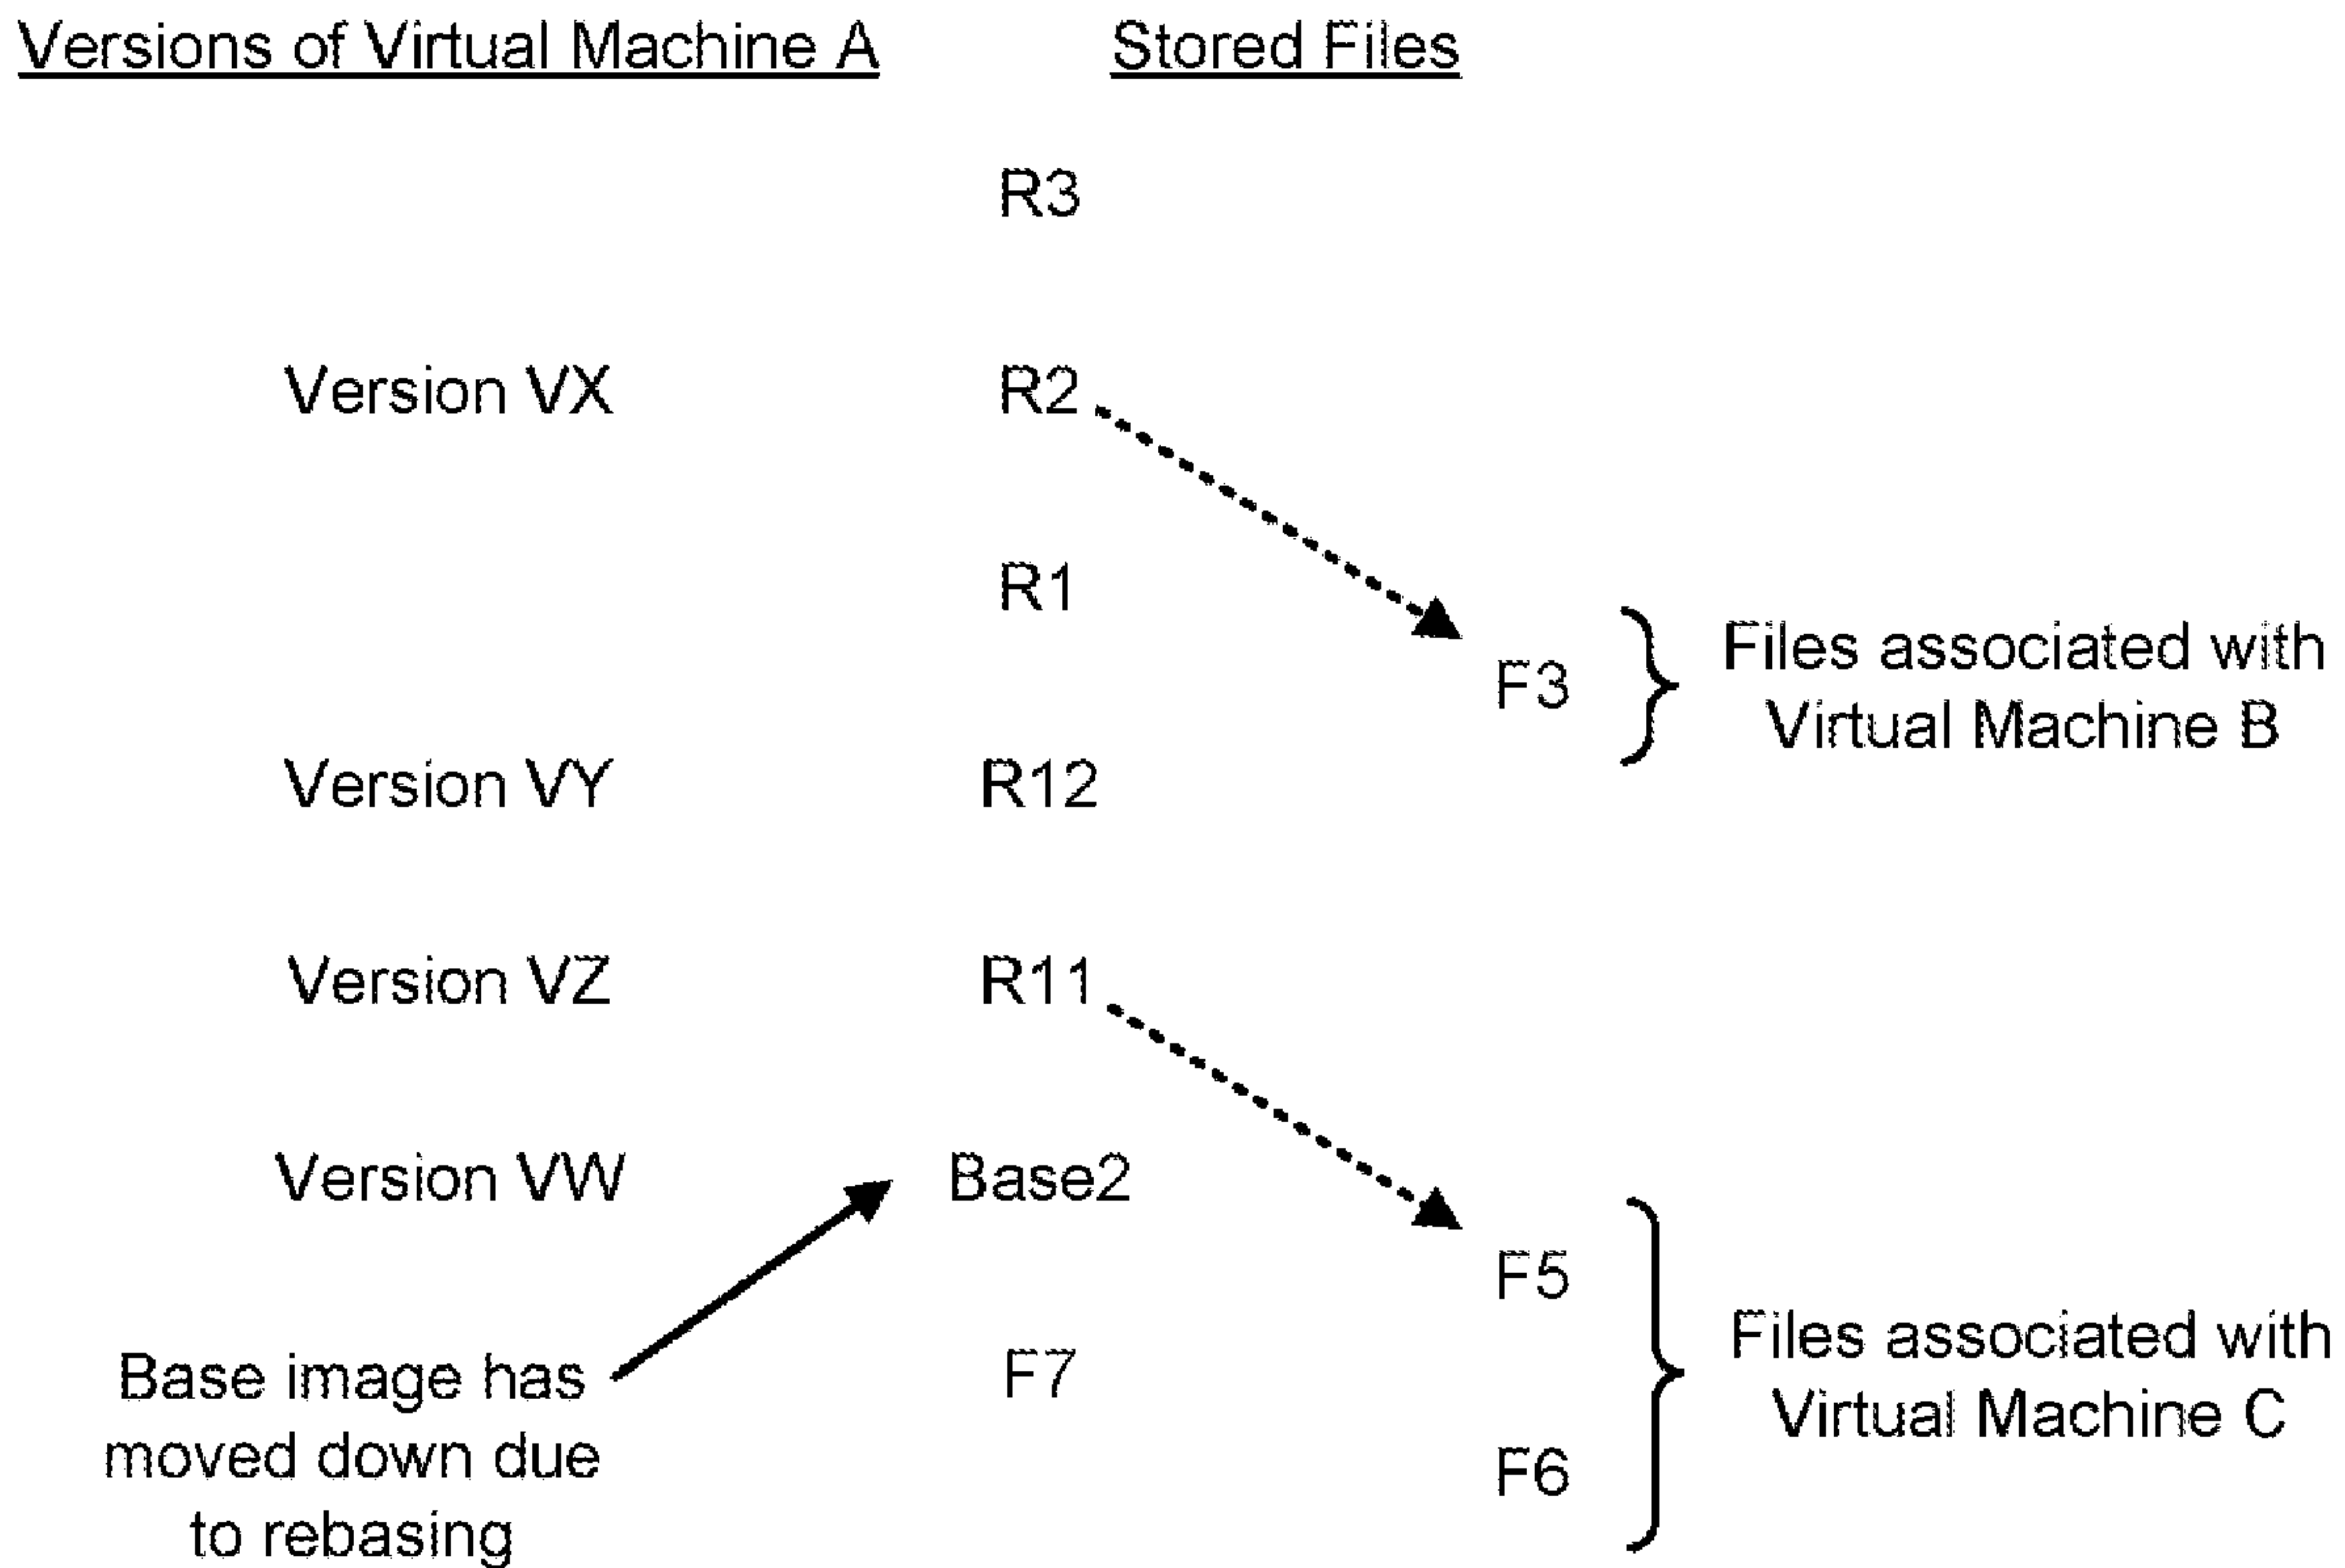 Versions of Virtual Machine A
Stored Files
R3
Version VX
R2
R1
F3
Files associated with
Virtual Machine B
Version VY
R12
Version VZ
R11
Version VW
Base2
F5
Base image has
moved down due
to rebasing
F7
Files associated with
Virtual Machine C
F6